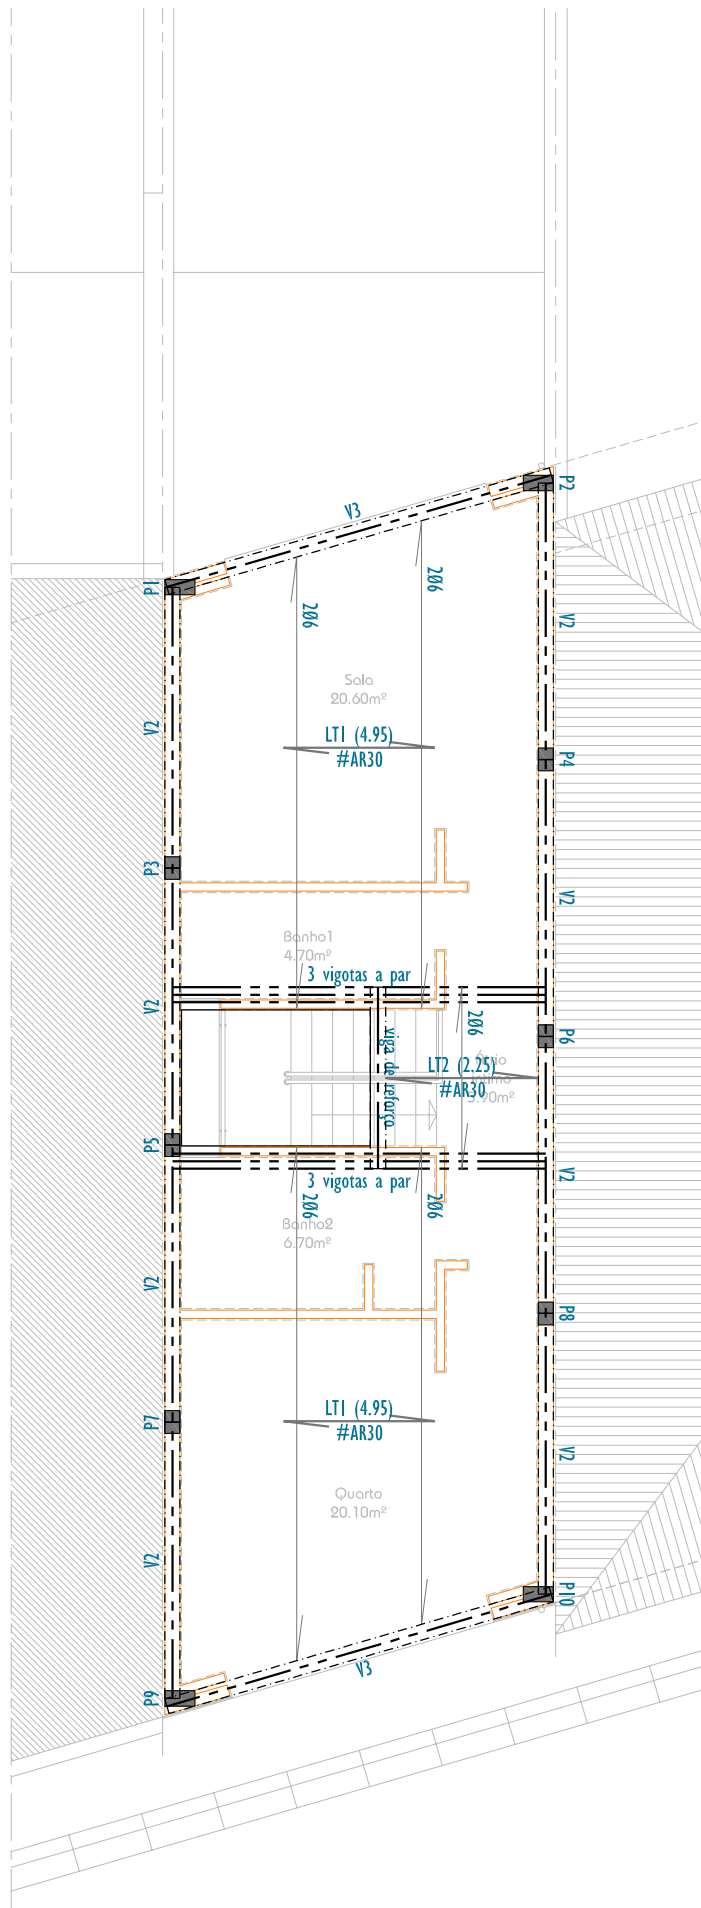 P2
V3
P1
2Ø6
2Ø6
V2
Sala
20.60m²
V2
LT1 (4.95)
#AR30
P4
P3
V2
Banho1
4.70m²
3 vigotas a par
V2
2Ø6
P6
viga de reforço
LT2 (2.25)
#AR30
íntimo
3.90m²
P5
V2
3 vigotas a par
2Ø6
2Ø6
Banho2
6.70m²
V2
P8
LT1 (4.95)
#AR30
P7
V2
Quarto
20.10m²
V2
P10
V3
P9